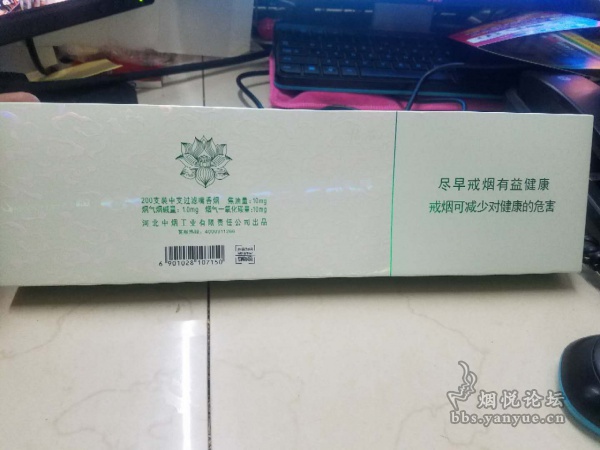 200支装中支过滤嘴香烟 焦油量:10mg
烟气烟碱量:1.0mg 烟气一氧化碳量:10mg
河北中烟工业有限责任公司出品
6 901028 107150
尽早戒烟有益健康
戒烟可减少对健康的危害
烟悦论坛
bbs.yanyue.cn